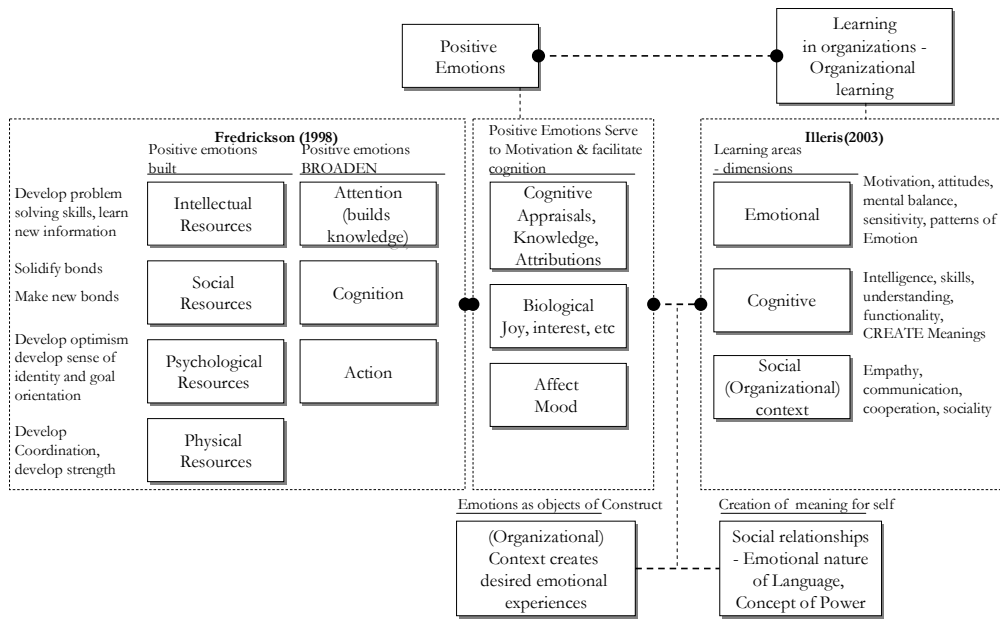 Positive
Emotions
Learning
in organizations -
Organizational
learning
Fredrickson (1998)
Positive emotions
built
Positive emotions
BROADEN
Develop problem
solving skills, learn
new information
Intellectual
Resources
Attention
(builds
knowledge)
Solidify bonds
Make new bonds
Social
Resources
Cognition
Develop optimism
develop sense of
identity and goal
orientation
Psychological
Resources
Action
Develop
Coordination,
develop strength
Physical
Resources
Positive Emotions Serve
to Motivation & facilitate
cognition
Cognitive
Appraisals,
Knowledge,
Attributions
Biological
Joy, interest, etc
Affect
Mood
Illeris(2003)
Learning areas
- dimensions
Emotional
Motivation, attitudes,
mental balance,
sensitivity, patterns of
Emotion
Cognitive
Intelligence, skills,
understanding,
functionality,
CREATE Meanings
Social
(Organizational)
context
Empathy,
communication,
cooperation, sociality
Emotions as objects of Construct
(Organizational)
Context creates
desired emotional
experiences
Creation of meaning for self
Social relationships
- Emotional nature
of Language,
Concept of Power